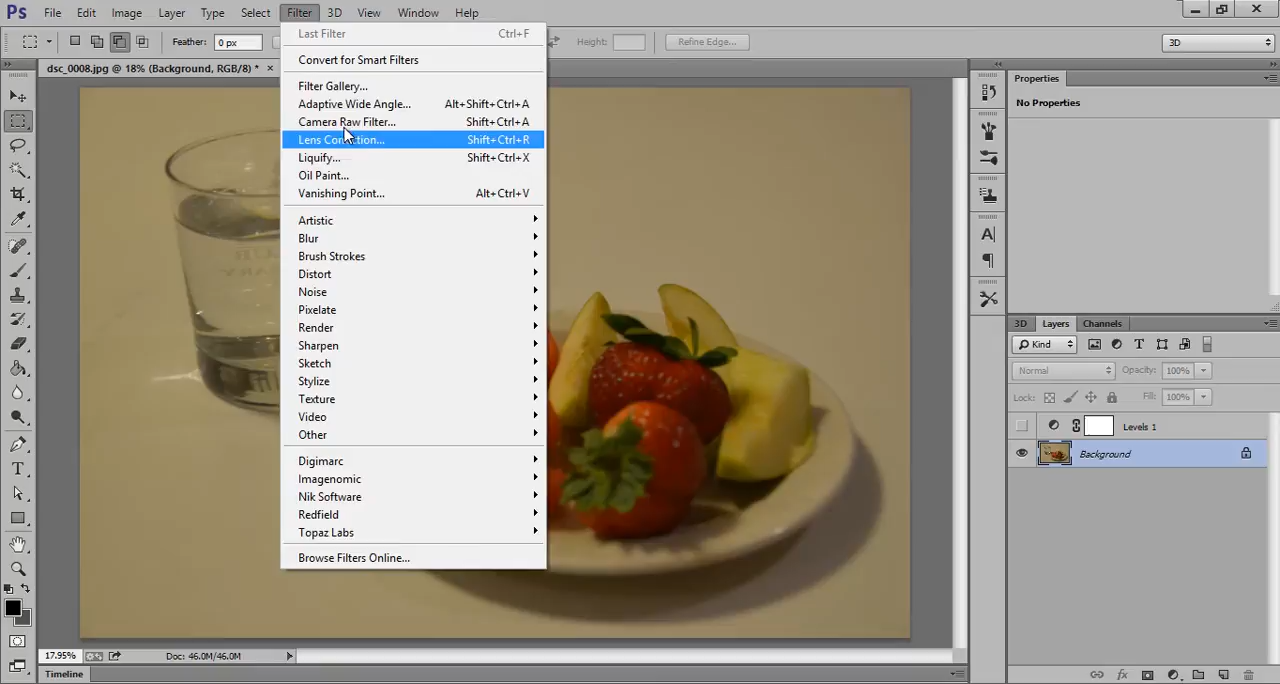 Ps File Edit Image Layer Type Select Filter 3D View Window Help
Feather: 0 px Height: Refine Edge... 3D
dsc_0008.jpg @ 18% (Background, RGB/8) * ×
Last Filter Ctrl+F
Convert for Smart Filters
Filter Gallery...
Adaptive Wide Angle... Alt+Shift+Ctrl+A
Camera Raw Filter... Shift+Ctrl+A
Lens Correction... Shift+Ctrl+R
Liquify... Shift+Ctrl+X
Oil Paint...
Vanishing Point... Alt+Ctrl+V
Artistic
Blur
Brush Strokes
Distort
Noise
Pixelate
Render
Sharpen
Sketch
Stylize
Texture
Video
Other
Digimarc
Imagenomic
Nik Software
Redfield
Topaz Labs
Browse Filters Online...
Properties
No Properties
3D Layers Channels
Kind
Normal Opacity: 100%
Lock: Fill: 100%
Levels 1
Background
17.95% Doc: 46.0M/46.0M
Timeline